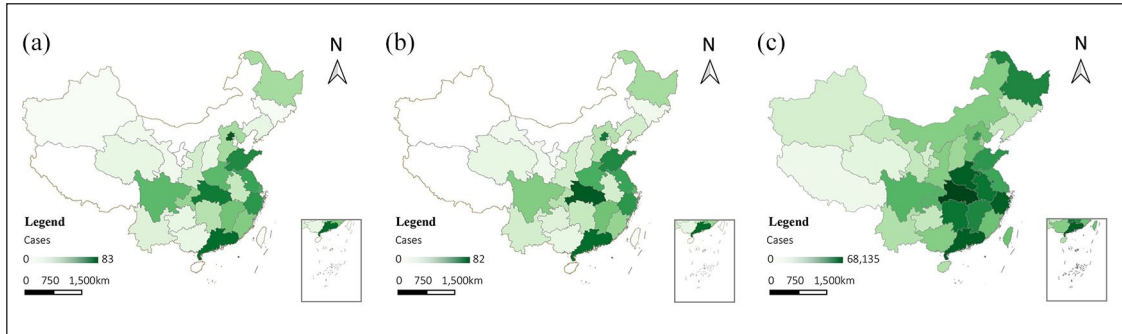 (a)
N
Legend
Cases
0 83
0 750 1,500km
(b)
N
Legend
Cases
0 82
0 750 1,500km
(c)
N
Legend
Cases
0 68,135
0 750 1,500km